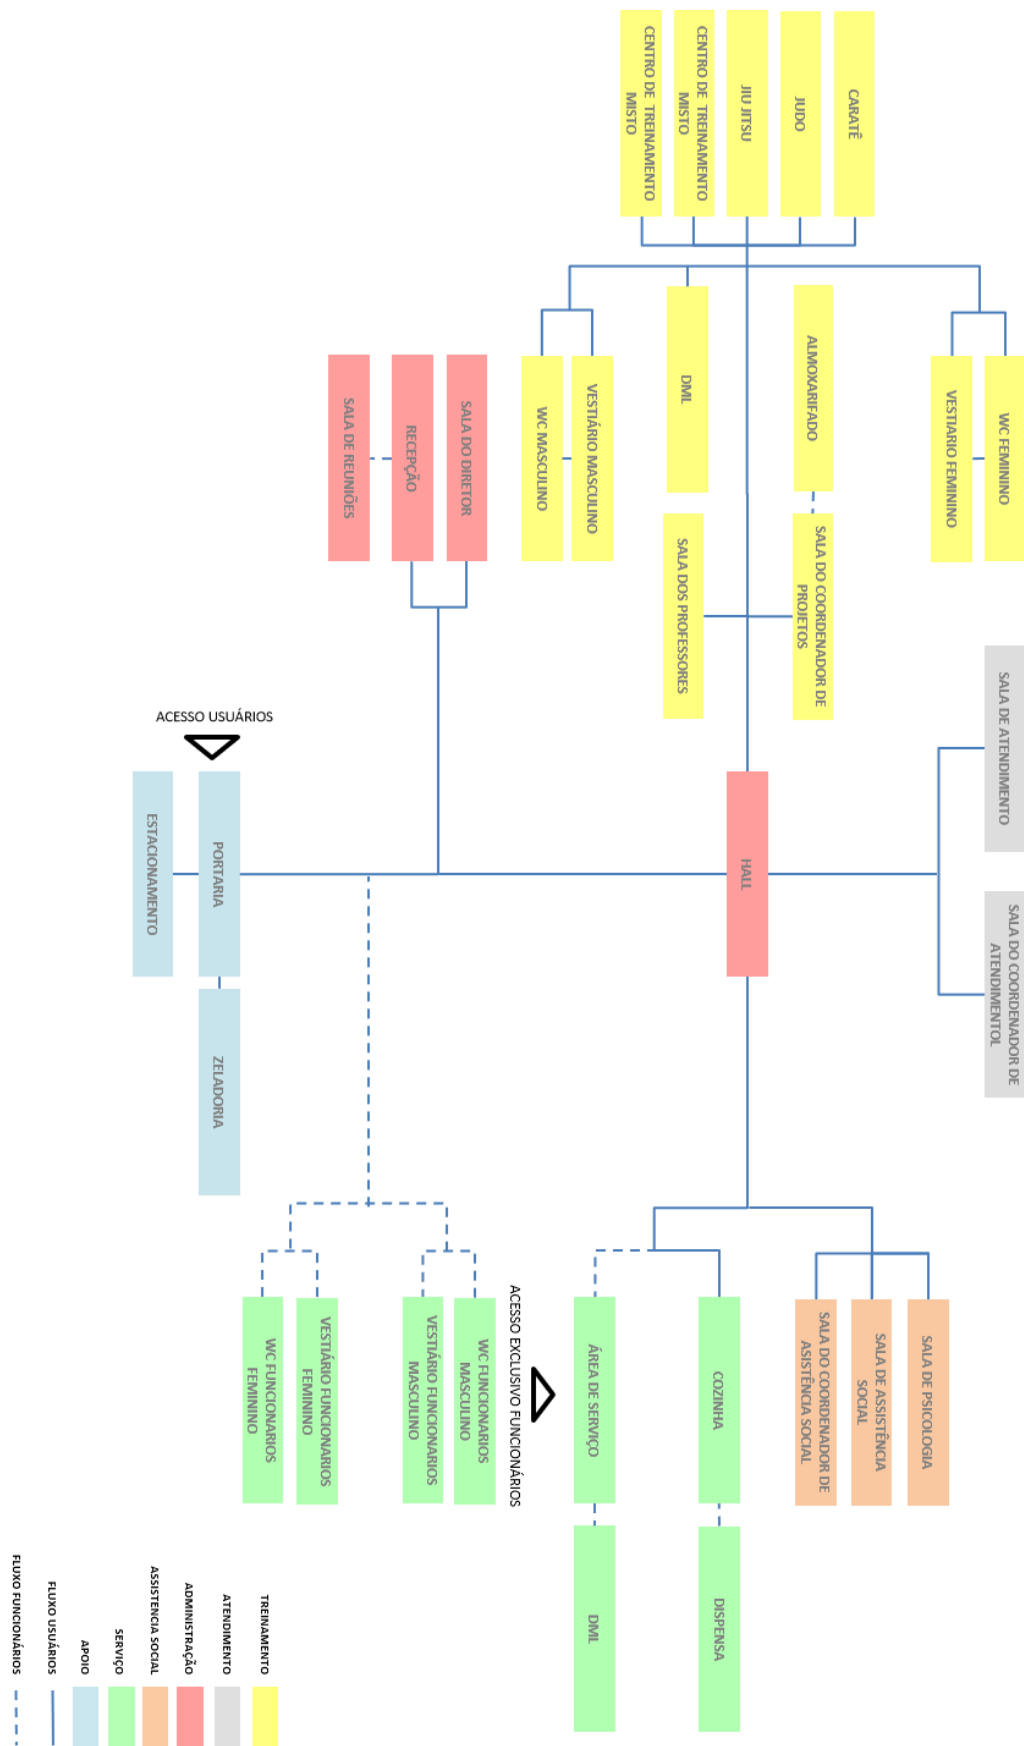 SALA DE ATENDIMENTO
SALA DO COORDENADOR DE
ATENDIMENTOL
WC FEMININO
VESTIARIO FEMININO
CARATÊ
JUDO
JIU JITSU
CENTRO DE TREINAMENTO
MISTO
CENTRO DE TREINAMENTO
MISTO
ALMOXARIFADO
SALA DO COORDENADOR DE
PROJETOS
DML
SALA DOS PROFESSORES
VESTIÁRIO MASCULINO
WC MASCULINO
HALL
SALA DE PSICOLOGIA
SALA DE ASSISTÊNCIA
SOCIAL
SALA DO COORDENADOR DE
ASISTÊNCIA SOCIAL
COZINHA
DISPENSA
ÁREA DE SERVIÇO
DML
ACESSO EXCLUSIVO FUNCIONÁRIOS
SALA DO DIRETOR
RECEPÇÃO
SALA DE REUNIÕES
WC FUNCIONARIOS
MASCULINO
VESTIÁRIO FUNCIONARIOS
MASCULINO
VESTIÁRIO FUNCIONARIOS
FEMININO
WC FUNCIONARIOS
FEMININO
ACESSO USUÁRIOS
PORTARIA
ZELADORIA
ESTACIONAMENTO
TREINAMENTO
ATENDIMENTO
ADMINISTRAÇÃO
ASSISTENCIA SOCIAL
SERVIÇO
APOIO
FLUXO USUÁRIOS
FLUXO FUNCIONÁRIOS